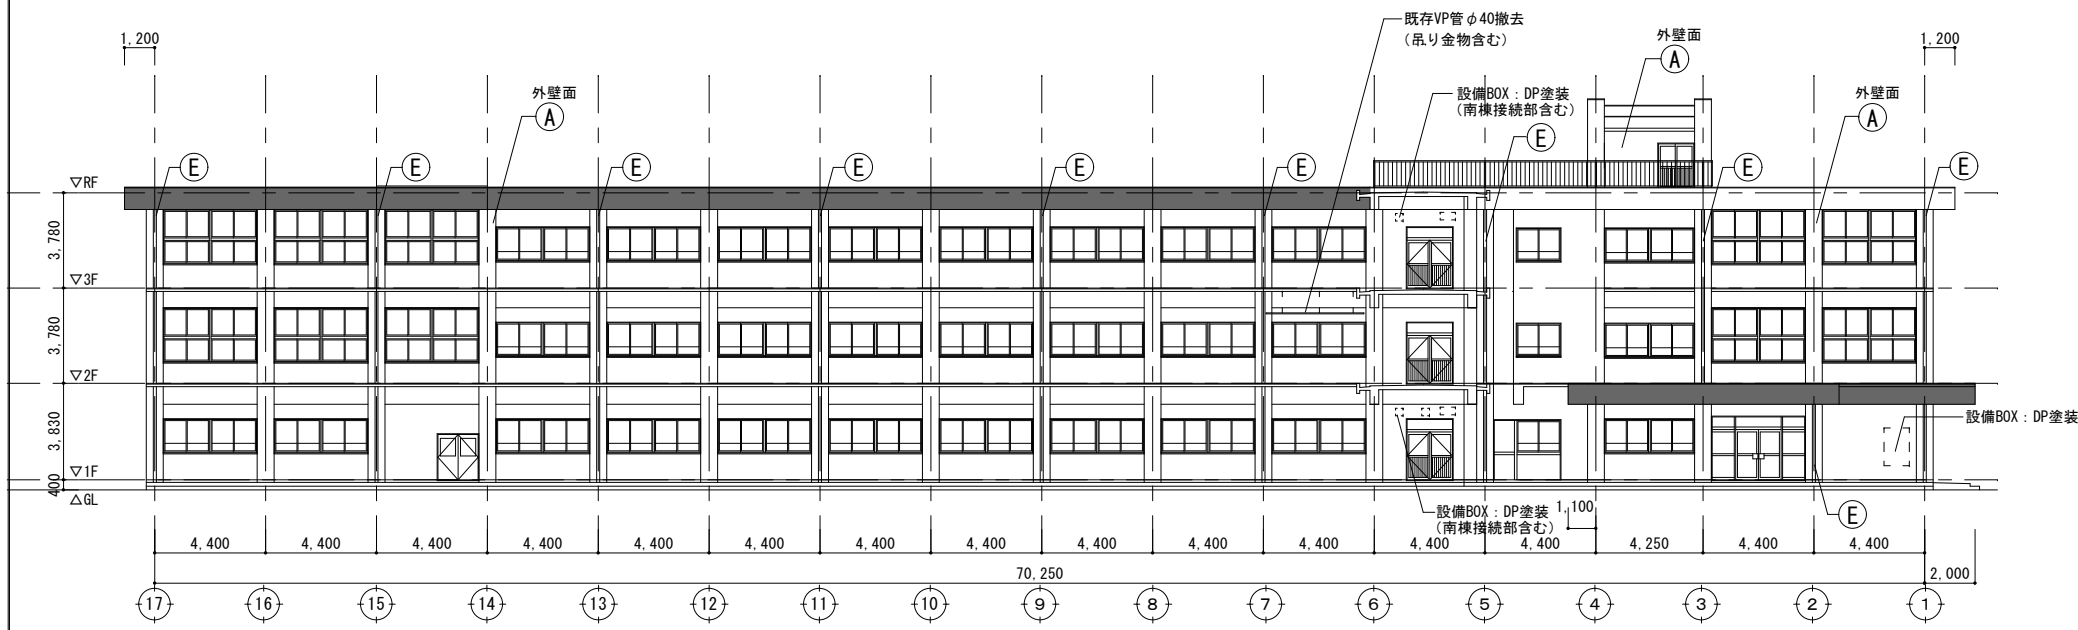 既存VP管φ40撤去
(吊り金物含む)
1,200
外壁面
A
1,200
外壁面
A
設備BOX：DP塗装
(南棟接続部含む)
外壁面
A
E
E
E
E
E
E
E
E
E
▽RF
3,780
▽3F
3,780
▽2F
3,830
設備BOX：DP塗装
▽1F
400
△GL
設備BOX：DP塗装
(南棟接続部含む)
1,100
E
4,400
4,400
4,400
4,400
4,400
4,400
4,400
4,400
4,400
4,400
4,400
4,400
4,400
4,250
4,400
4,400
70,250
2,000
17
16
15
14
13
12
11
10
9
8
7
6
5
4
3
2
1